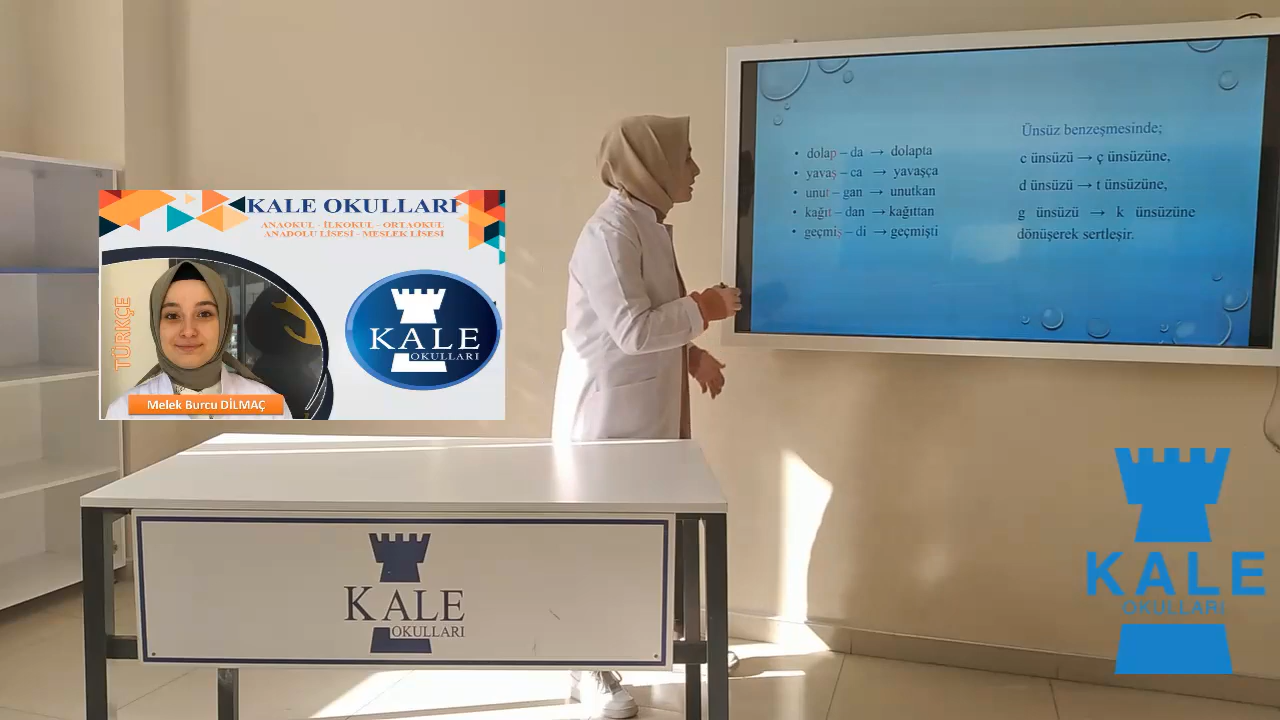 KALE OKULLARI
ANAOKUL - İLKOKUL - ORTAOKUL
ANADOLU LİSESİ - MESLEK LİSESİ
TÜRKÇE
KALE
OKULLARI
Melek Burcu DİLMAÇ
• dolap – da → dolapta
• yavaş – ca → yavaşça
• unut – gan → unutkan
• kağıt – dan → kağıttan
• geçmiş – di → geçmişti
Ünsüz benzeşmesinde;
c ünsüzü → ç ünsüzüne,
d ünsüzü → t ünsüzüne,
g ünsüzü → k ünsüzüne
dönüşerek sertleşir.
KALE
OKULLARI
KALE
OKULLARI